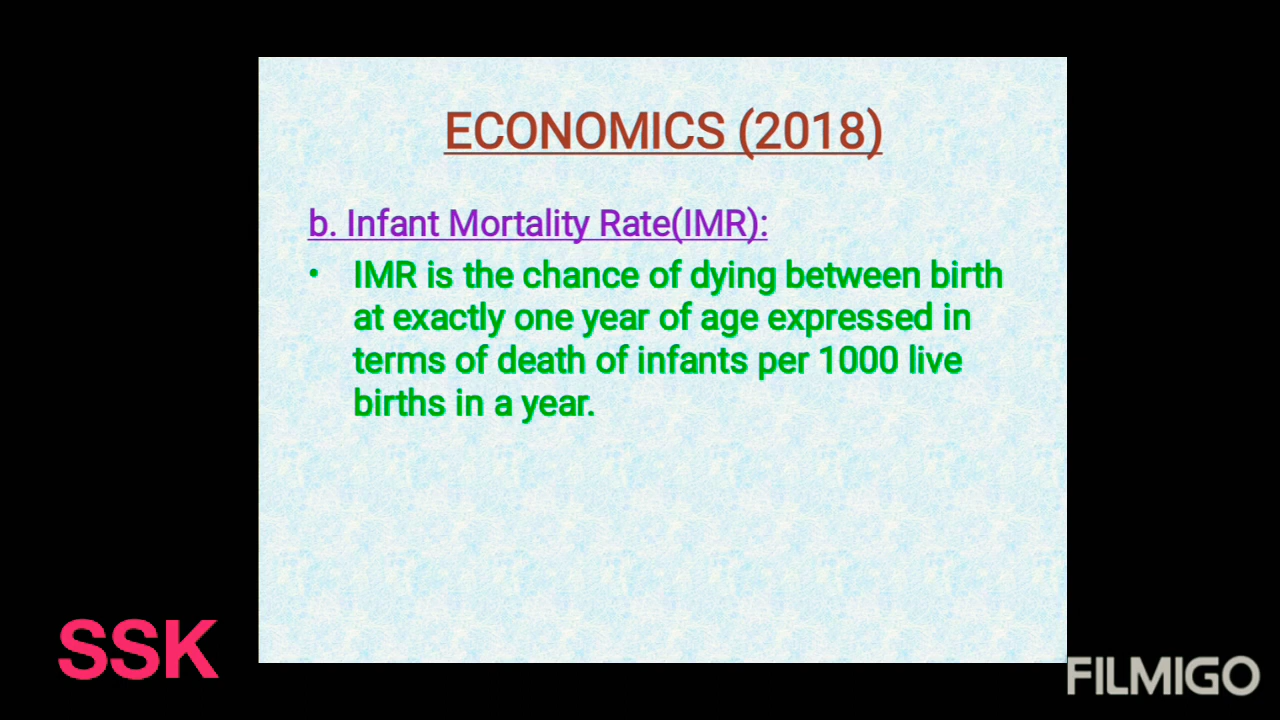 ECONOMICS (2018)
b. Infant Mortality Rate(IMR):
• IMR is the chance of dying between birth
at exactly one year of age expressed in
terms of death of infants per 1000 live
births in a year.
SSK
FILMIGO